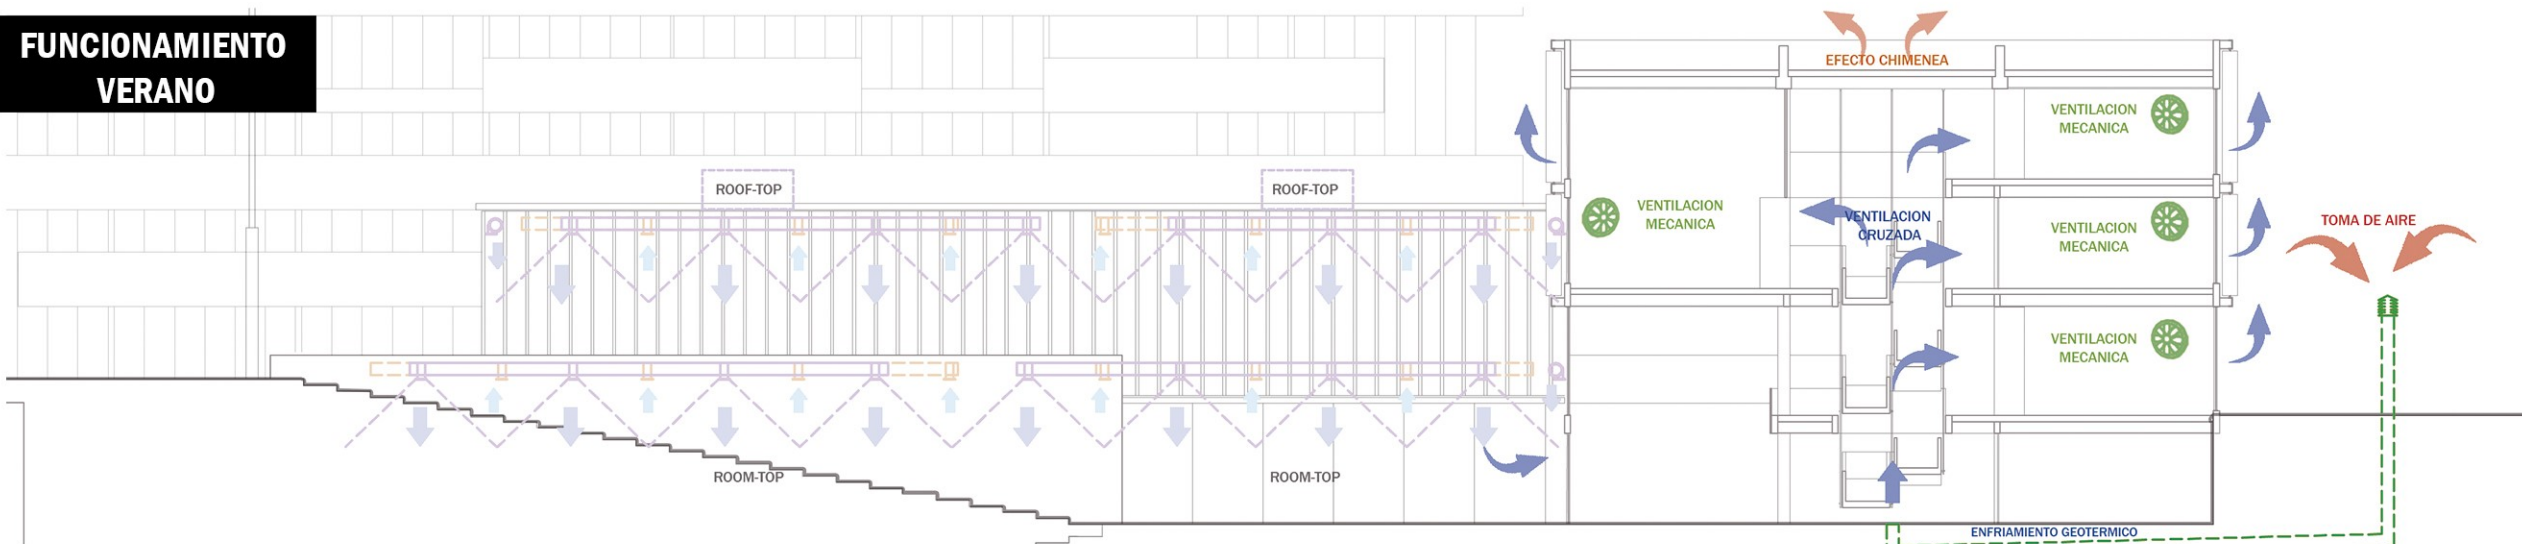 FUNCIONAMIENTO
VERANO
EFECTO CHIMENEA
VENTILACION
MECANICA
ROOF-TOP
ROOF-TOP
VENTILACION
MECANICA
VENTILACION
CRUZADA
VENTILACION
MECANICA
TOMA DE AIRE
VENTILACION
MECANICA
ROOM-TOP
ROOM-TOP
ENFRIAMIENTO GEOTERMICO